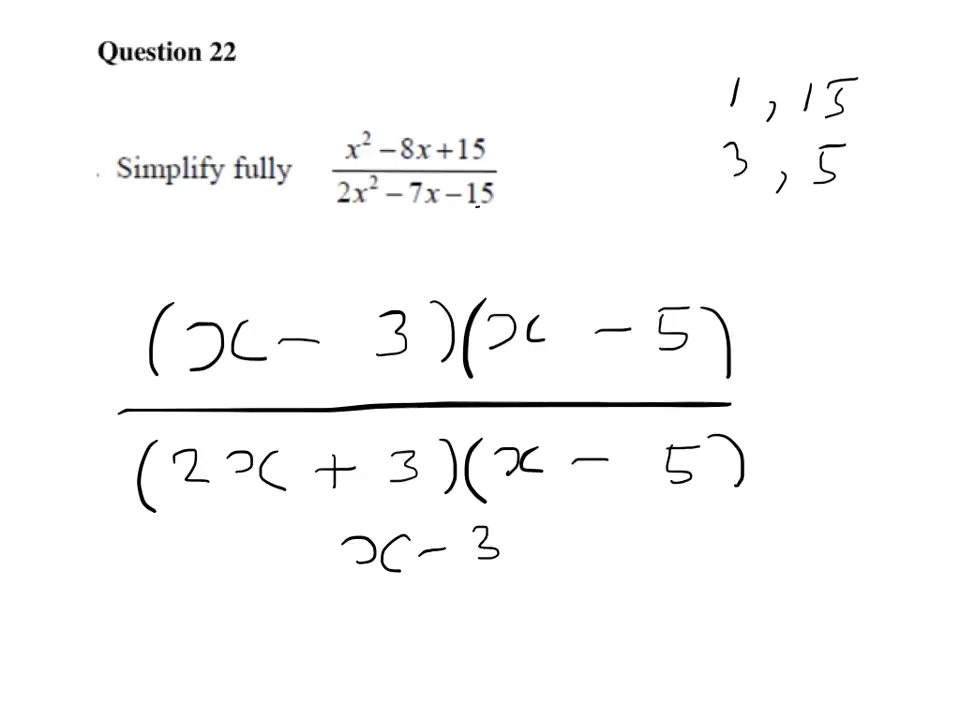 Question 22
1 , 15
3 , 5
Simplify fully x² – 8x + 15 / 2x² – 7x – 15
(x – 3)(x – 5)
(2x + 3)(x – 5)
x – 3